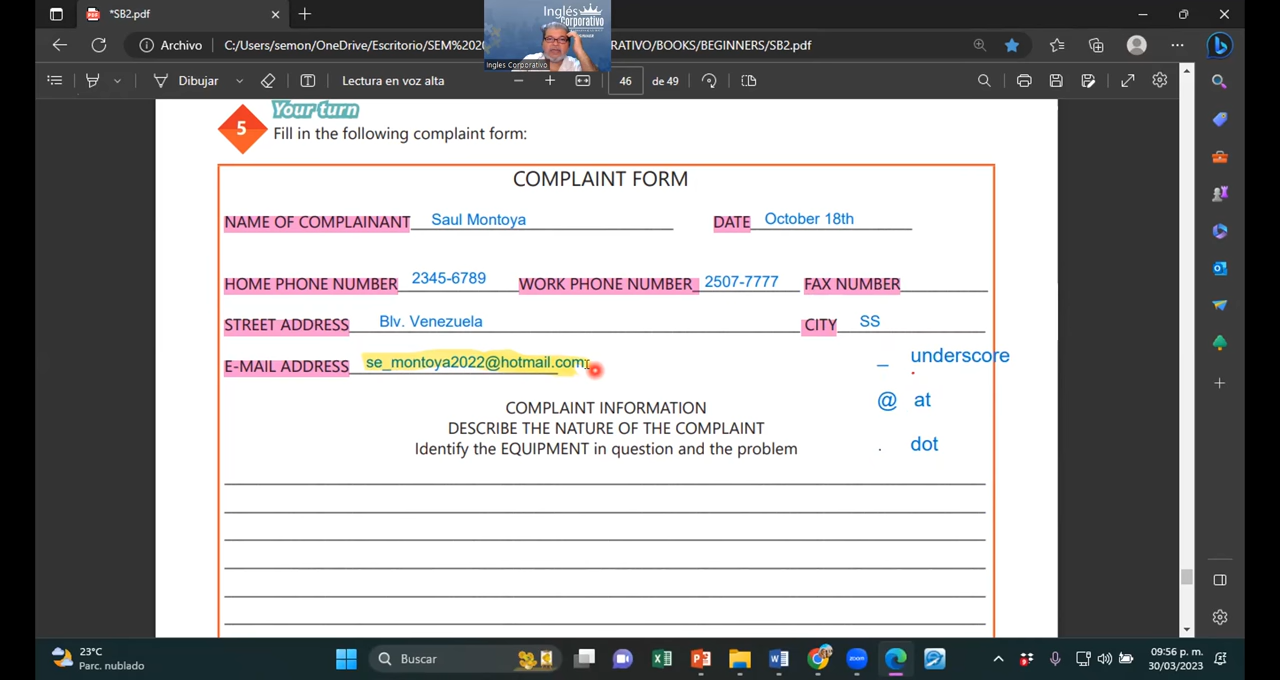 *SB2.pdf
Archivo C:/Users/semon/OneDrive/Escritorio/SEM%20 RATIVO/BOOKS/BEGINNERS/SB2.pdf
Inglés
Corporativo
Ingles Corporativo
Dibujar Lectura en voz alta 46 de 49
Your turn
5 Fill in the following complaint form:
COMPLAINT FORM
NAME OF COMPLAINANT Saul Montoya DATE October 18th
HOME PHONE NUMBER 2345-6789 WORK PHONE NUMBER 2507-7777 FAX NUMBER
STREET ADDRESS Blv. Venezuela CITY SS
E-MAIL ADDRESS se_montoya2022@hotmail.com
_ underscore
@ at
. dot
COMPLAINT INFORMATION
DESCRIBE THE NATURE OF THE COMPLAINT
Identify the EQUIPMENT in question and the problem
23°C
Parc. nublado
Buscar
zoom
09:56 p. m.
30/03/2023